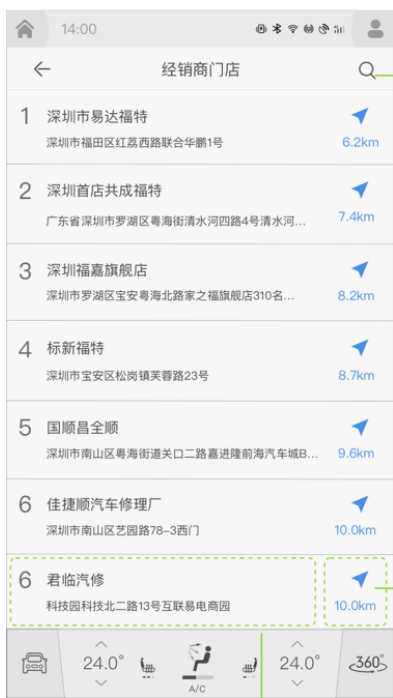 14:00
经销商门店
1 深圳市易达福特
深圳市福田区红荔西路联合华鹏1号
6.2km
2 深圳首店共成福特
广东省深圳市罗湖区粤海街清水河四路4号清水河...
7.4km
3 深圳福嘉旗舰店
深圳市罗湖区宝安粤海北路家之福旗舰店310名...
8.2km
4 标新福特
深圳市宝安区松岗镇芙蓉路23号
8.7km
5 国顺昌全顺
深圳市南山区粤海街道关口二路嘉进隆前海汽车城B...
9.6km
6 佳捷顺汽车修理厂
深圳市南山区艺园路78-3西门
10.0km
6 君临汽修
科技园科技北二路13号互联易电商园
10.0km
24.0°
A/C
24.0°
360°